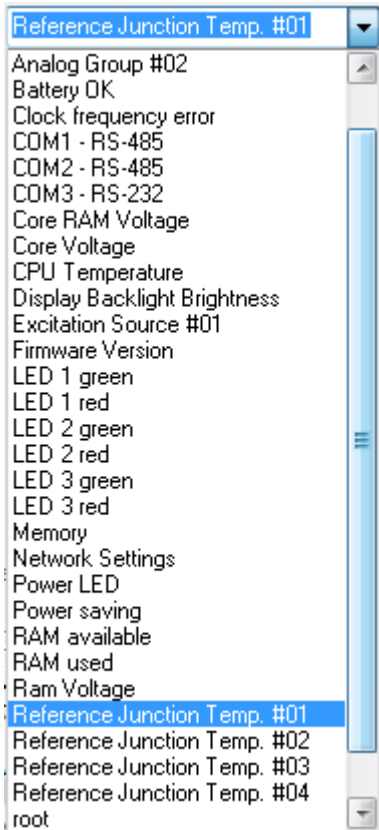 Reference Junction Temp. #01
Analog Group #02
Battery OK
Clock frequency error
COM1 - RS-485
COM2 - RS-485
COM3 - RS-232
Core RAM Voltage
Core Voltage
CPU Temperature
Display Backlight Brightness
Excitation Source #01
Firmware Version
LED 1 green
LED 1 red
LED 2 green
LED 2 red
LED 3 green
LED 3 red
Memory
Network Settings
Power LED
Power saving
RAM available
RAM used
Ram Voltage
Reference Junction Temp. #01
Reference Junction Temp. #02
Reference Junction Temp. #03
Reference Junction Temp. #04
root